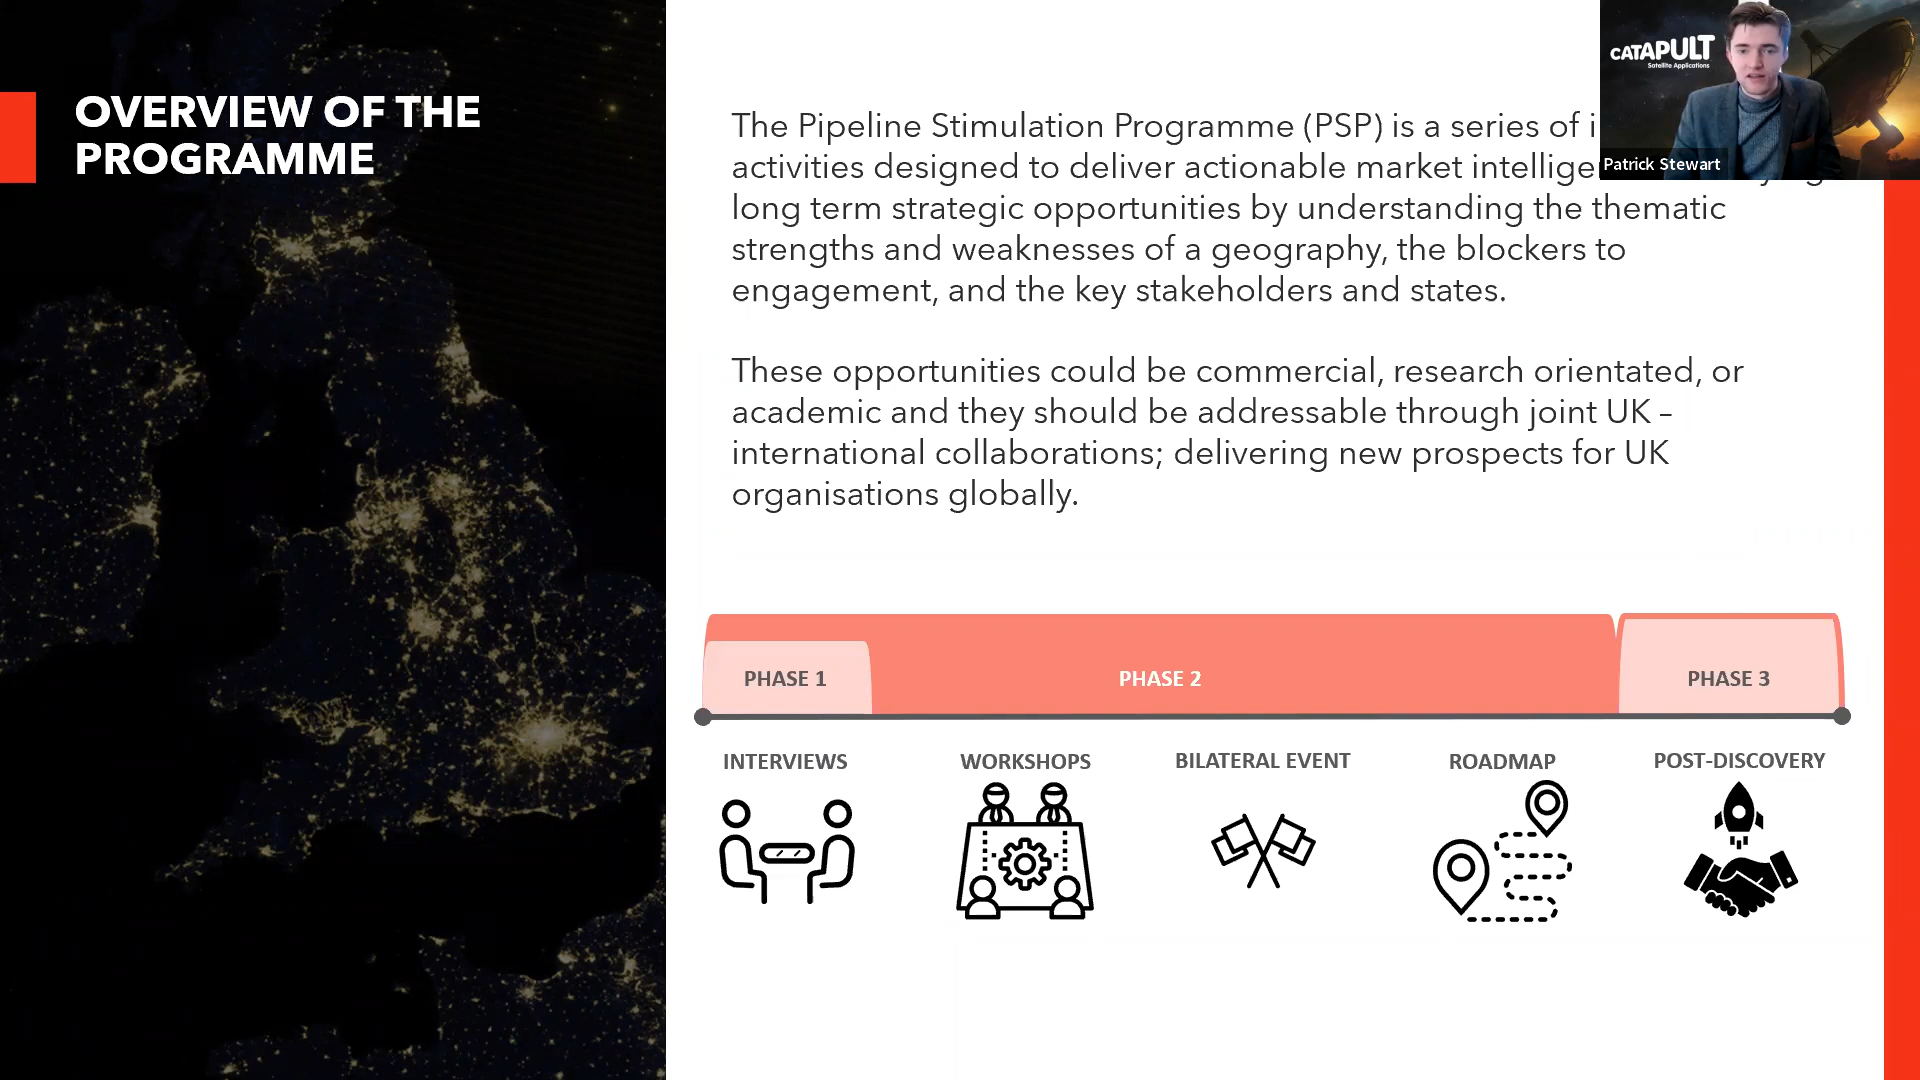 OVERVIEW OF THE
PROGRAMME
The Pipeline Stimulation Programme (PSP) is a series of
activities designed to deliver actionable market
long term strategic opportunities by understanding the thematic
strengths and weaknesses of a geography, the blockers to
engagement, and the key stakeholders and states.
These opportunities could be commercial, research orientated, or
academic and they should be addressable through joint UK –
international collaborations; delivering new prospects for UK
organisations globally.
CATAPULT
Satellite Applications
Patrick Stewart
PHASE 1
PHASE 2
PHASE 3
INTERVIEWS
WORKSHOPS
BILATERAL EVENT
ROADMAP
POST-DISCOVERY